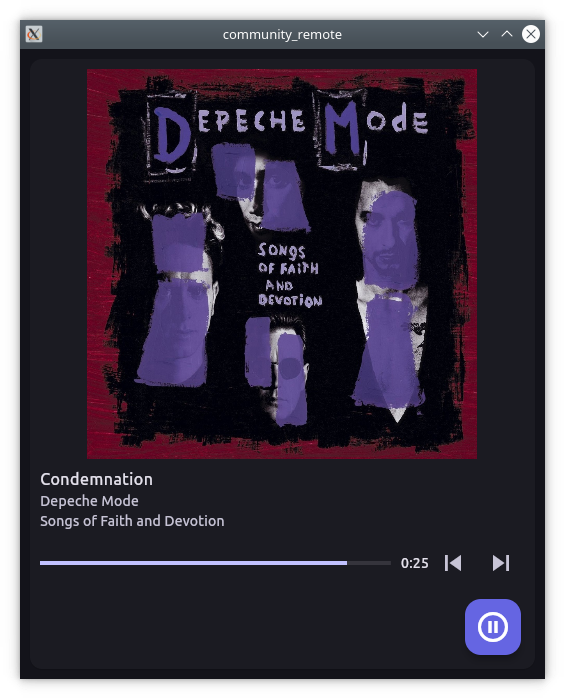 community_remote
DEPECHE MOdE
SONGS
OF FAITH
AND
DEVOTION
Condemnation
Depeche Mode
Songs of Faith and Devotion
0:25